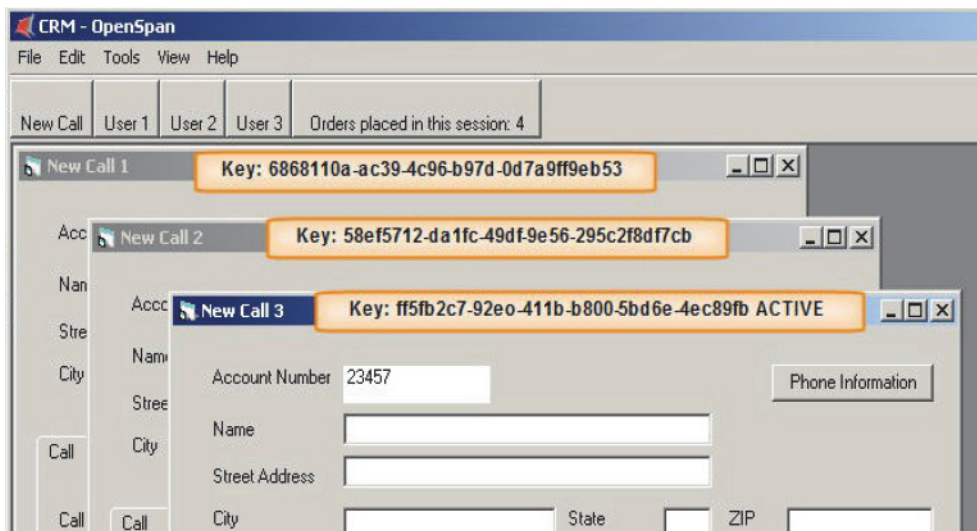 CRM - OpenSpan
File Edit Tools View Help
New Call User 1 User 2 User 3 Orders placed in this session: 4
New Call 1 Key: 6868110a-ac39-4c96-b97d-0d7a9ff9eb53
Acc New Call 2 Key: 58ef5712-da1fc-49df-9e56-295c2f8df7cb
Nan Acco New Call 3 Key: ff5fb2c7-92eo-411b-b800-5bd6e-4ec89fb ACTIVE
Stre
Nam
City Account Number 23457 Phone Information
Stree
Name
Call City
Street Address
Call Call City State ZIP